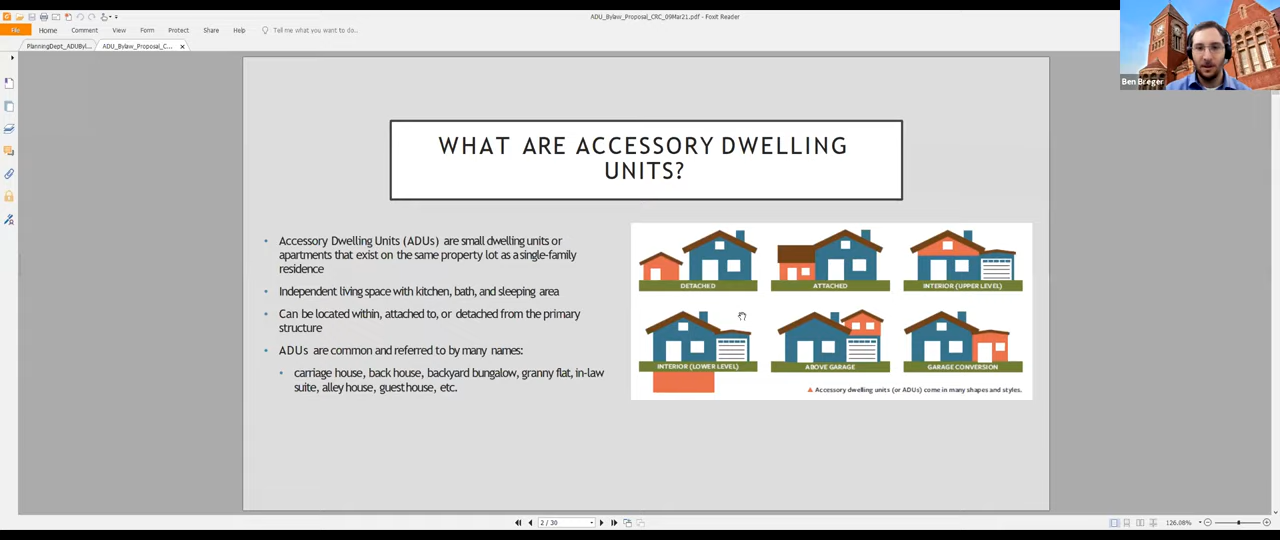 ADU_Bylaw_Proposal_CRC_09Mar21.pdf - Foxit Reader
File Home Comment View Form Protect Share Help Tell me what you want to do..
PlanningDept_ADUByl... ADU_Bylaw_Proposal_C...
Ben Breger
WHAT ARE ACCESSORY DWELLING
UNITS?
• Accessory Dwelling Units (ADUs) are small dwelling units or
apartments that exist on the same property lot as a single-family
residence
• Independent living space with kitchen, bath, and sleeping area
• Can be located within, attached to, or detached from the primary
structure
• ADUs are common and referred to by many names:
• carriage house, back house, backyard bungalow, granny flat, in-law
suite, alley house, guest house, etc.
DETACHED ATTACHED INTERIOR (UPPER LEVEL)
INTERIOR (LOWER LEVEL) ABOVE GARAGE GARAGE CONVERSION
Accessory dwelling units (or ADUs) come in many shapes and styles.
2 / 30
126.08%